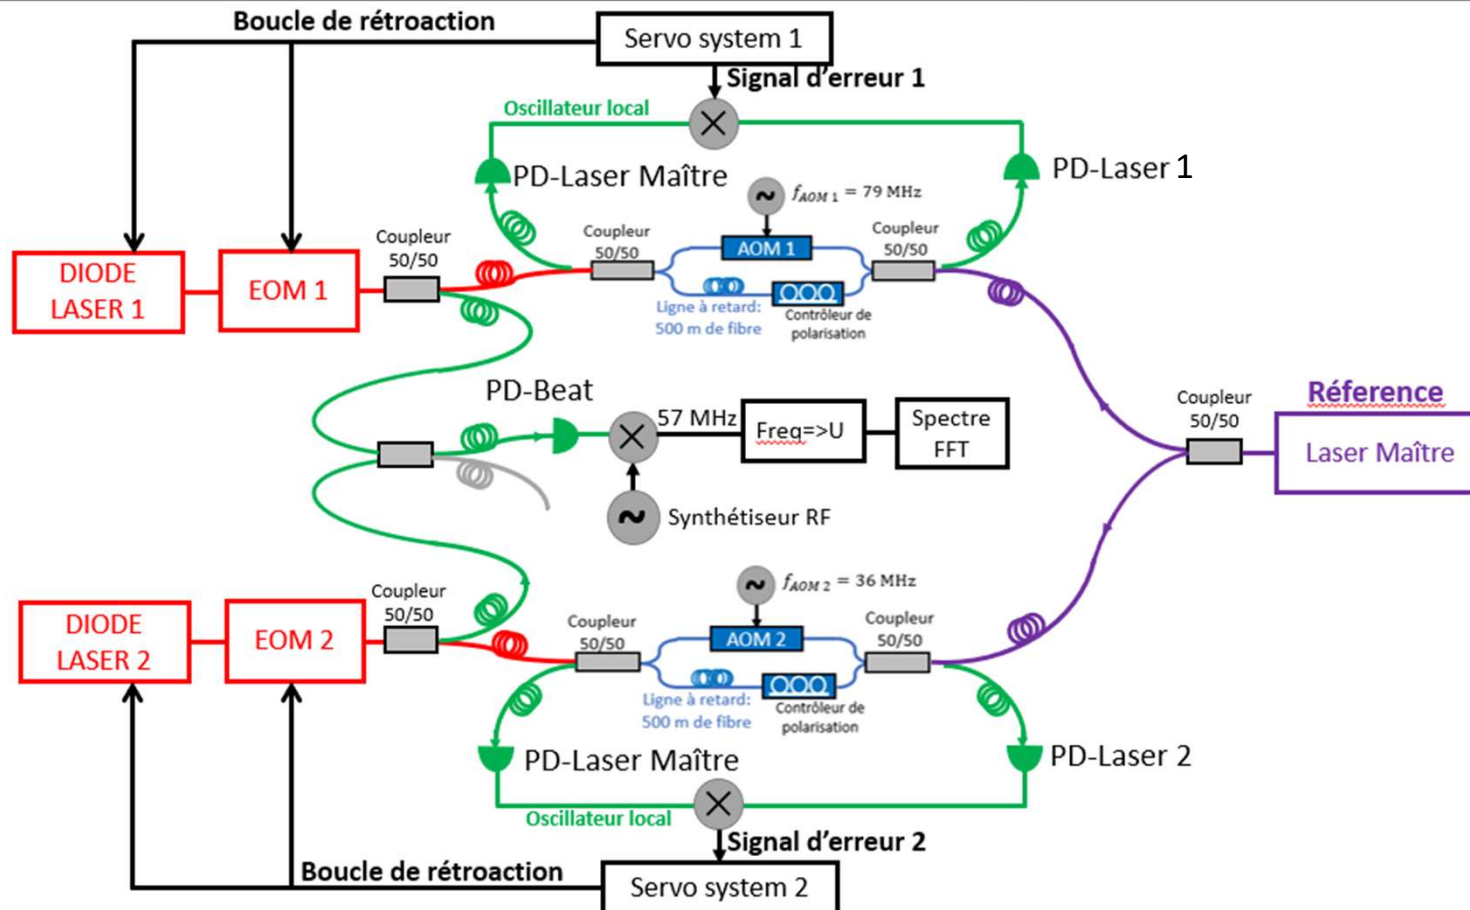 Boucle de rétroaction
Servo system 1
Signal d’erreur 1
Oscillateur local
PD-Laser Maître
PD-Laser 1
~
f_AOM 1 = 79 MHz
Coupleur
50/50
Coupleur
50/50
Coupleur
50/50
AOM 1
DIODE
LASER 1
EOM 1
Ligne à retard:
500 m de fibre
Contrôleur de
polarisation
PD-Beat
57 MHz
Freq=>U
Spectre
FFT
Coupleur
50/50
Réference
Laser Maître
~
Synthétiseur RF
~
f_AOM 2 = 36 MHz
Coupleur
50/50
Coupleur
50/50
Coupleur
50/50
AOM 2
DIODE
LASER 2
EOM 2
Ligne à retard:
500 m de fibre
Contrôleur de
polarisation
PD-Laser Maître
PD-Laser 2
Oscillateur local
Signal d’erreur 2
Boucle de rétroaction
Servo system 2